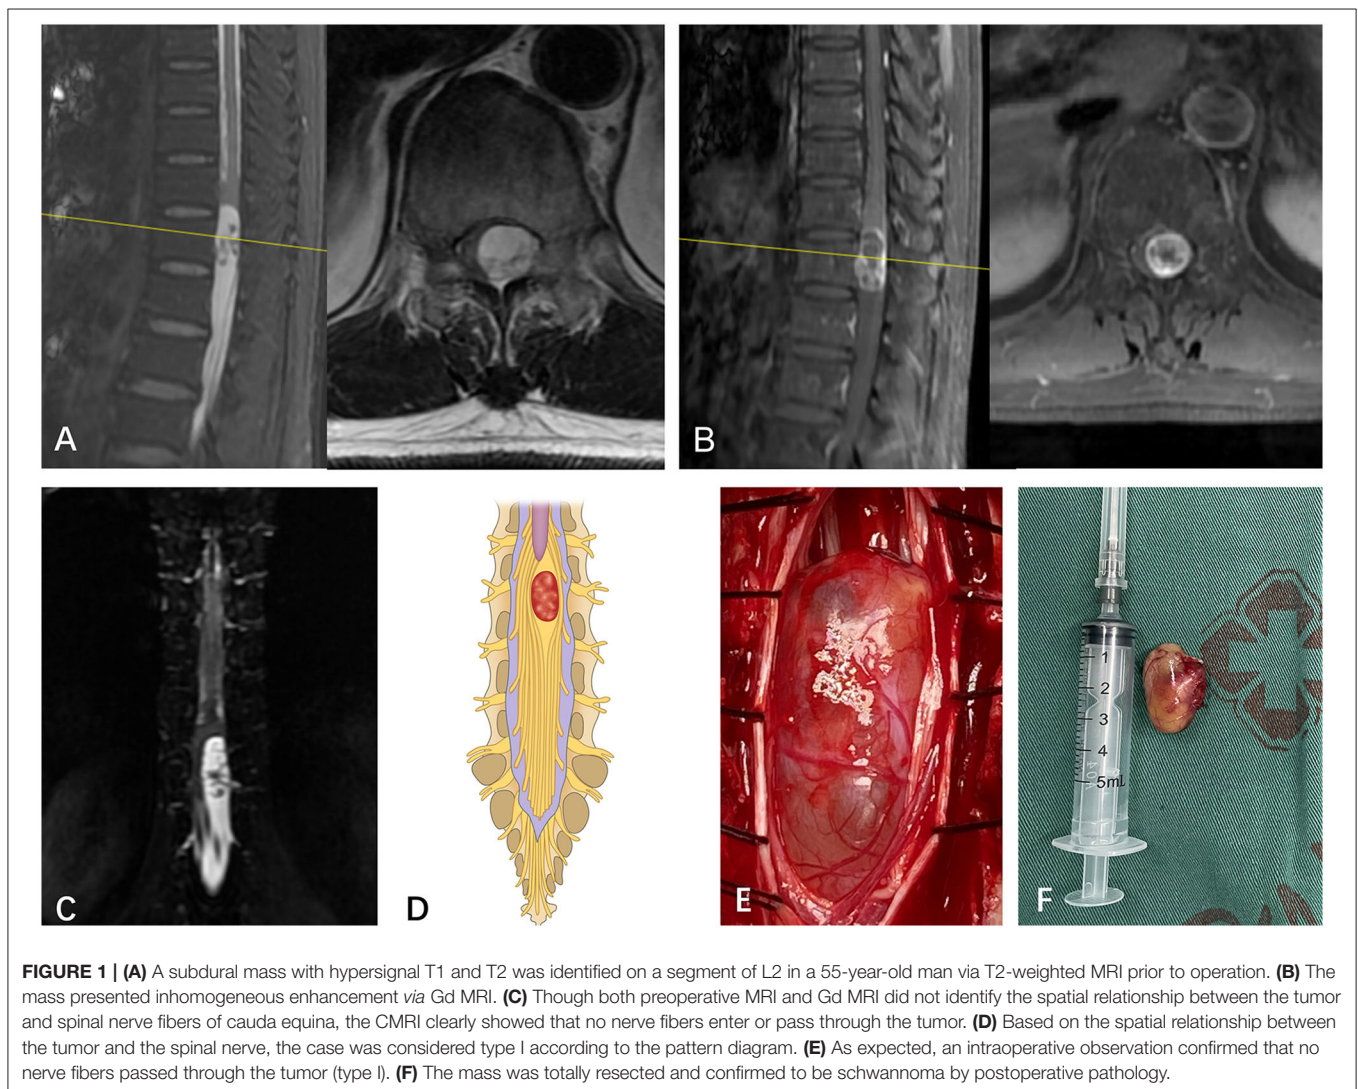 A
B
C
D
E
F
1
2
3
4
5mL
FIGURE 1 | (A) A subdural mass with hypersignal T1 and T2 was identified on a segment of L2 in a 55-year-old man via T2-weighted MRI prior to operation. (B) The
mass presented inhomogeneous enhancement via Gd MRI. (C) Though both preoperative MRI and Gd MRI did not identify the spatial relationship between the tumor
and spinal nerve fibers of cauda equina, the CMRI clearly showed that no nerve fibers enter or pass through the tumor. (D) Based on the spatial relationship between
the tumor and the spinal nerve, the case was considered type I according to the pattern diagram. (E) As expected, an intraoperative observation confirmed that no
nerve fibers passed through the tumor (type I). (F) The mass was totally resected and confirmed to be schwannoma by postoperative pathology.